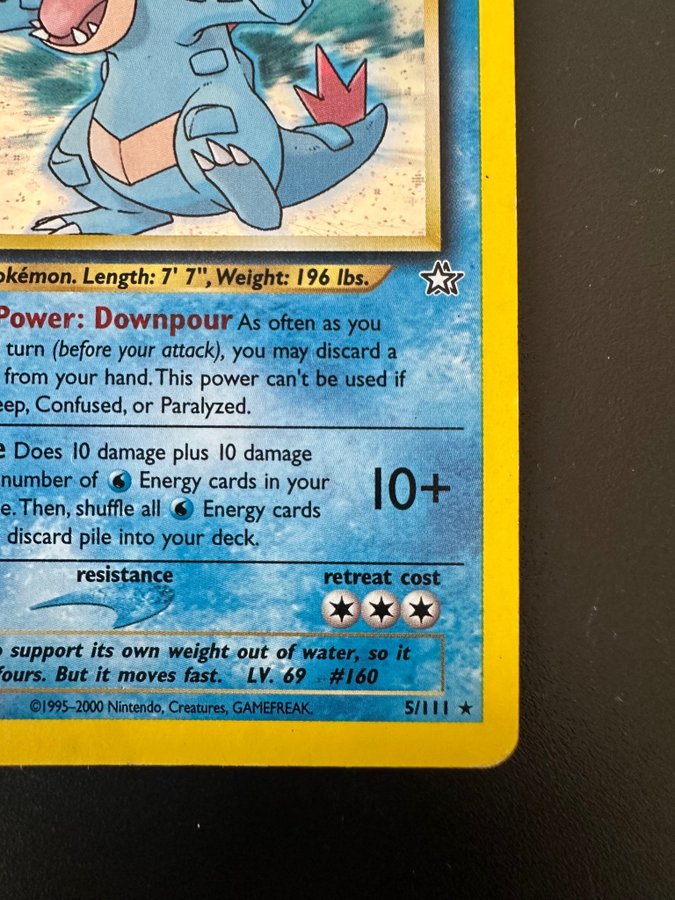 okémon. Length: 7' 7", Weight: 196 lbs.
Power: Downpour As often as you
turn (before your attack), you may discard a
from your hand. This power can't be used if
eep, Confused, or Paralyzed.
e Does 10 damage plus 10 damage
number of Energy cards in your
e. Then, shuffle all Energy cards
discard pile into your deck.
10+
resistance
retreat cost
support its own weight out of water, so it
fours. But it moves fast. LV. 69 #160
©1995–2000 Nintendo, Creatures, GAMEFREAK.
5/111 ★